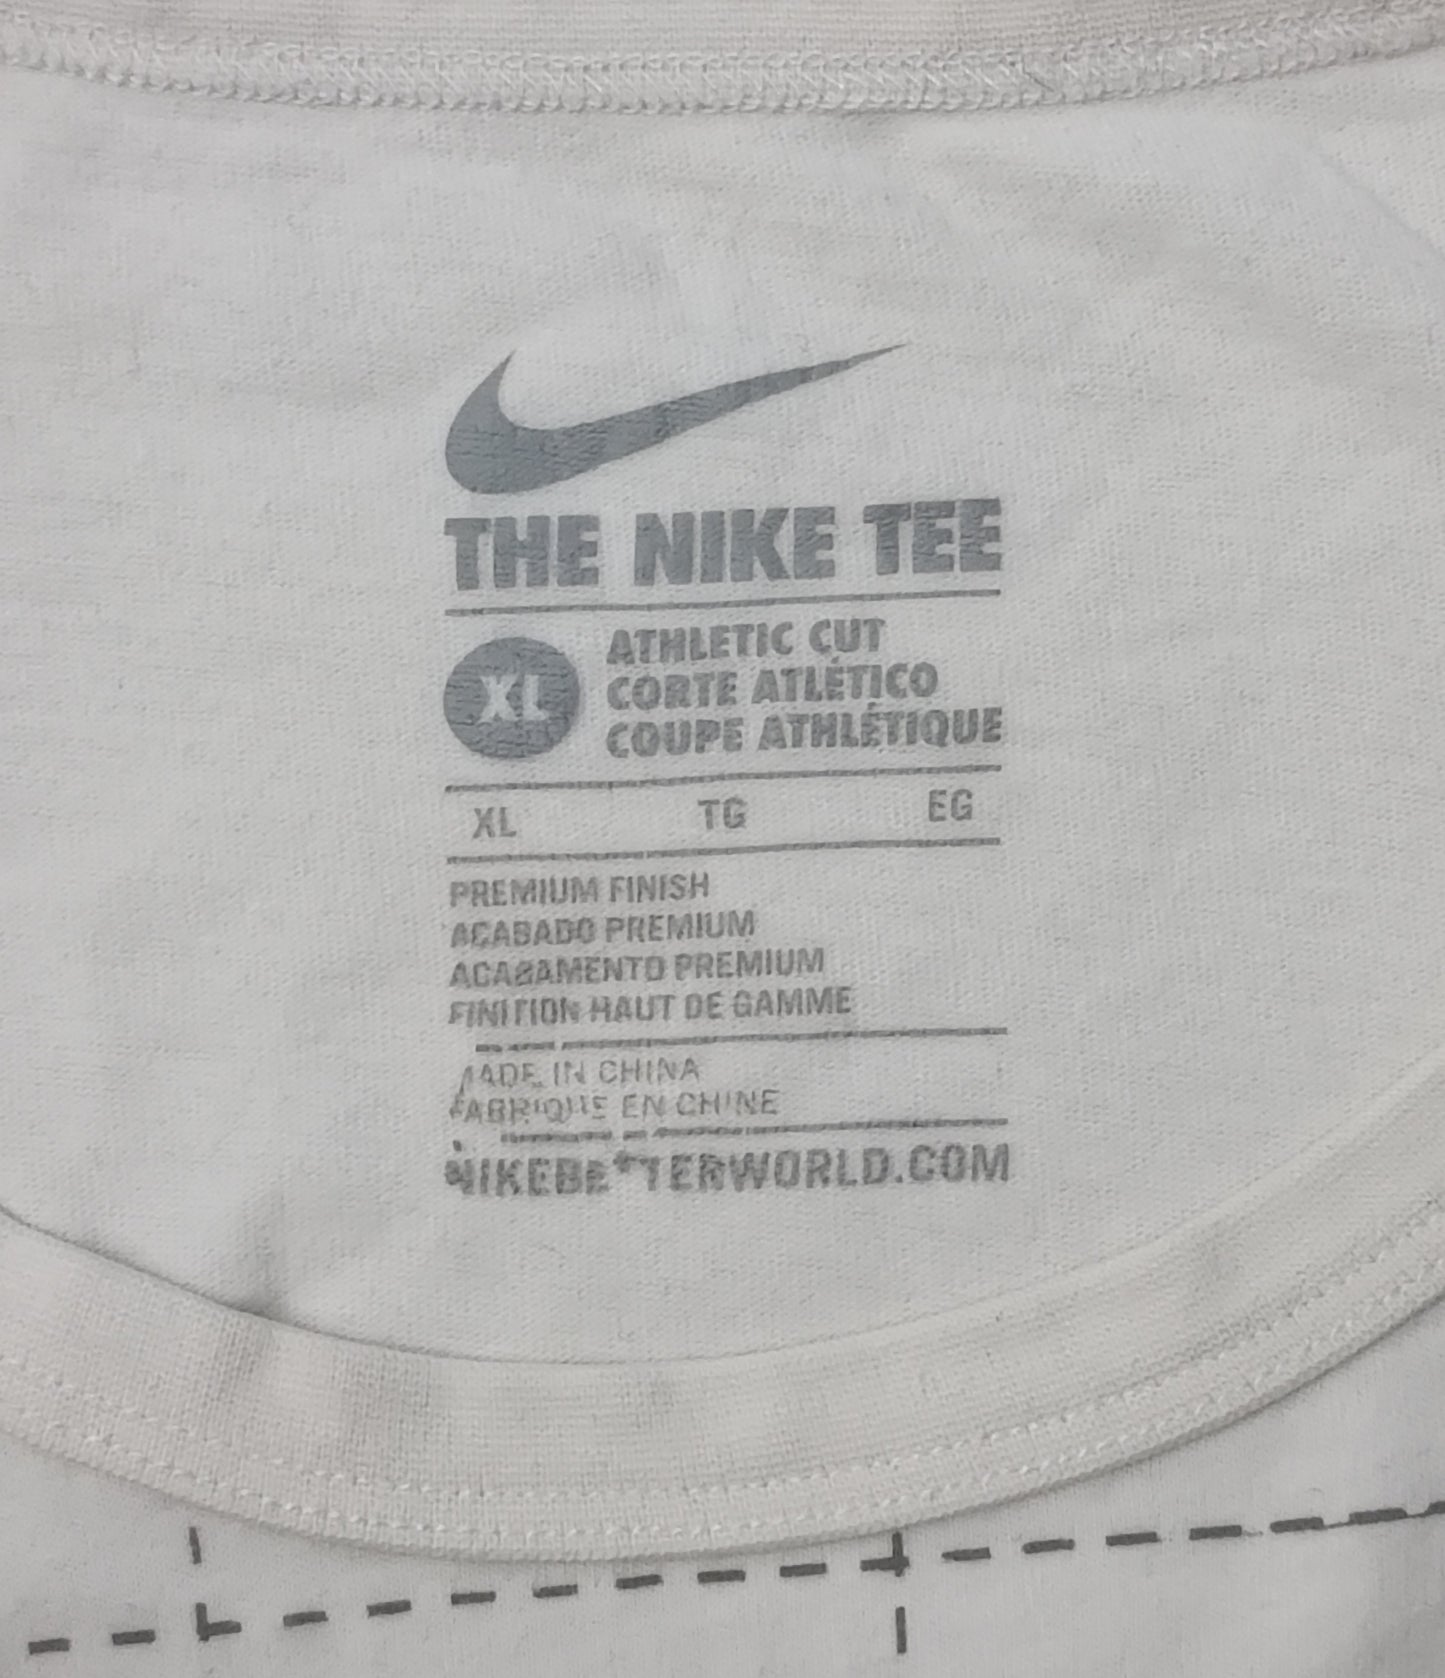 THE NIKE TEE
XL
ATHLETIC CUT
CORTE ATLÉTICO
COUPE ATHLÉTIQUE
XL TG EG
PREMIUM FINISH
ACABADO PREMIUM
ACABAMENTO PREMIUM
FINITION HAUT DE GAMME
MADE IN CHINA
FABRIQUE EN CHINE
NIKEBETTERWORLD.COM